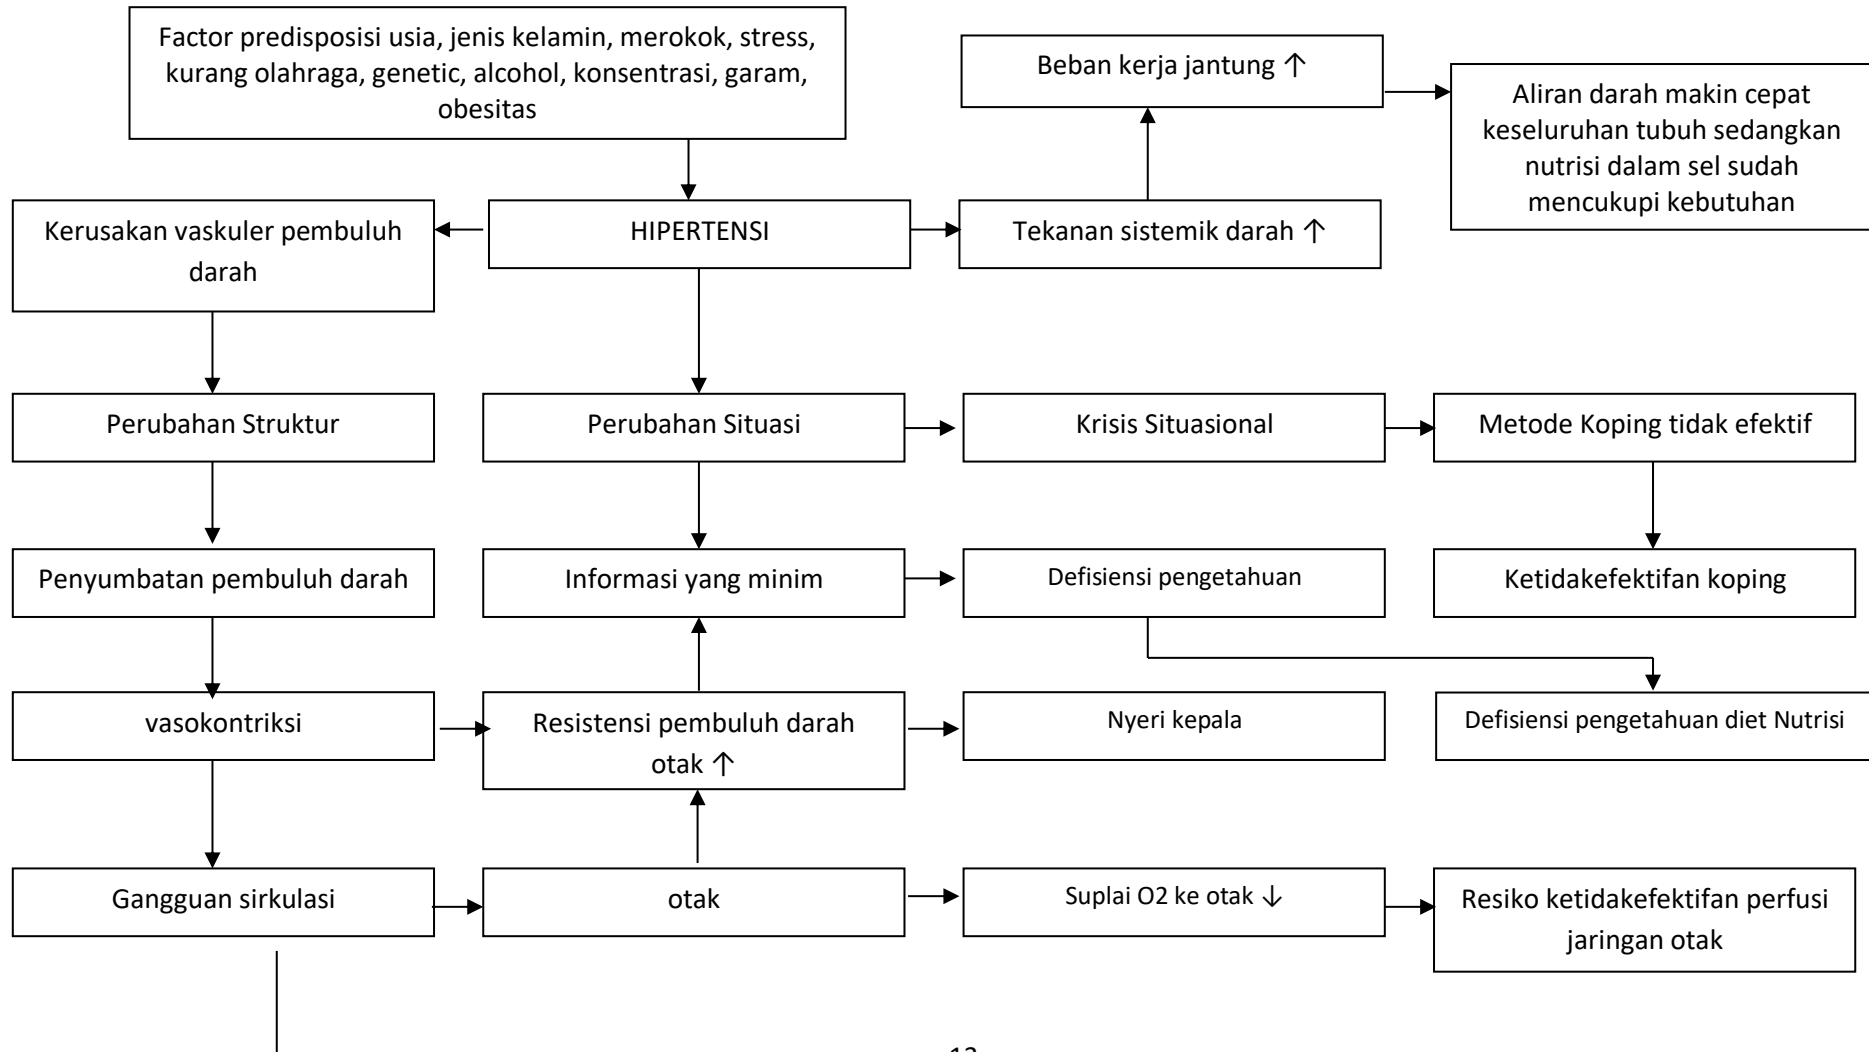 Factor predisposisi usia, jenis kelamin, merokok, stress,
kurang olahraga, genetic, alcohol, konsentrasi, garam,
obesitas
Beban kerja jantung ↑
Aliran darah makin cepat
keseluruhan tubuh sedangkan
nutrisi dalam sel sudah
mencukupi kebutuhan
Kerusakan vaskuler pembuluh
darah
HIPERTENSI
Tekanan sistemik darah ↑
Perubahan Struktur
Perubahan Situasi
Krisis Situasional
Metode Koping tidak efektif
Penyumbatan pembuluh darah
Informasi yang minim
Defisiensi pengetahuan
Ketidakefektifan koping
vasokontriksi
Resistensi pembuluh darah
otak ↑
Nyeri kepala
Defisiensi pengetahuan diet Nutrisi
Gangguan sirkulasi
otak
Suplai O2 ke otak ↓
Resiko ketidakefektifan perfusi
jaringan otak